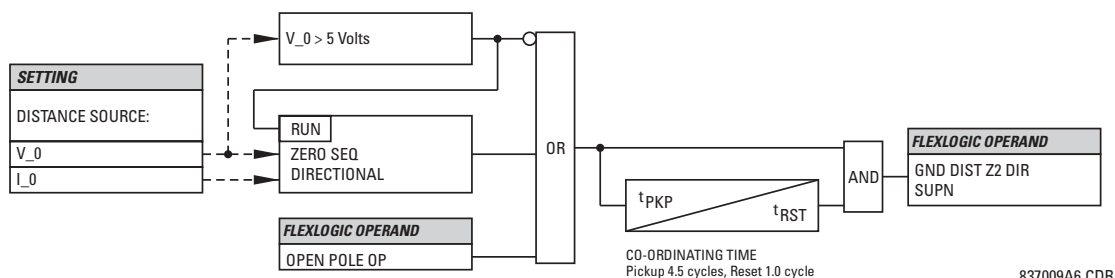 V_0 > 5 Volts
SETTING
DISTANCE SOURCE:
V_0
I_0
RUN
ZERO SEQ
DIRECTIONAL
FLEXLOGIC OPERAND
OPEN POLE OP
OR
tPKP
tRST
CO-ORDINATING TIME
Pickup 4.5 cycles, Reset 1.0 cycle
AND
FLEXLOGIC OPERAND
GND DIST Z2 DIR
SUPN
837009A6.CDR